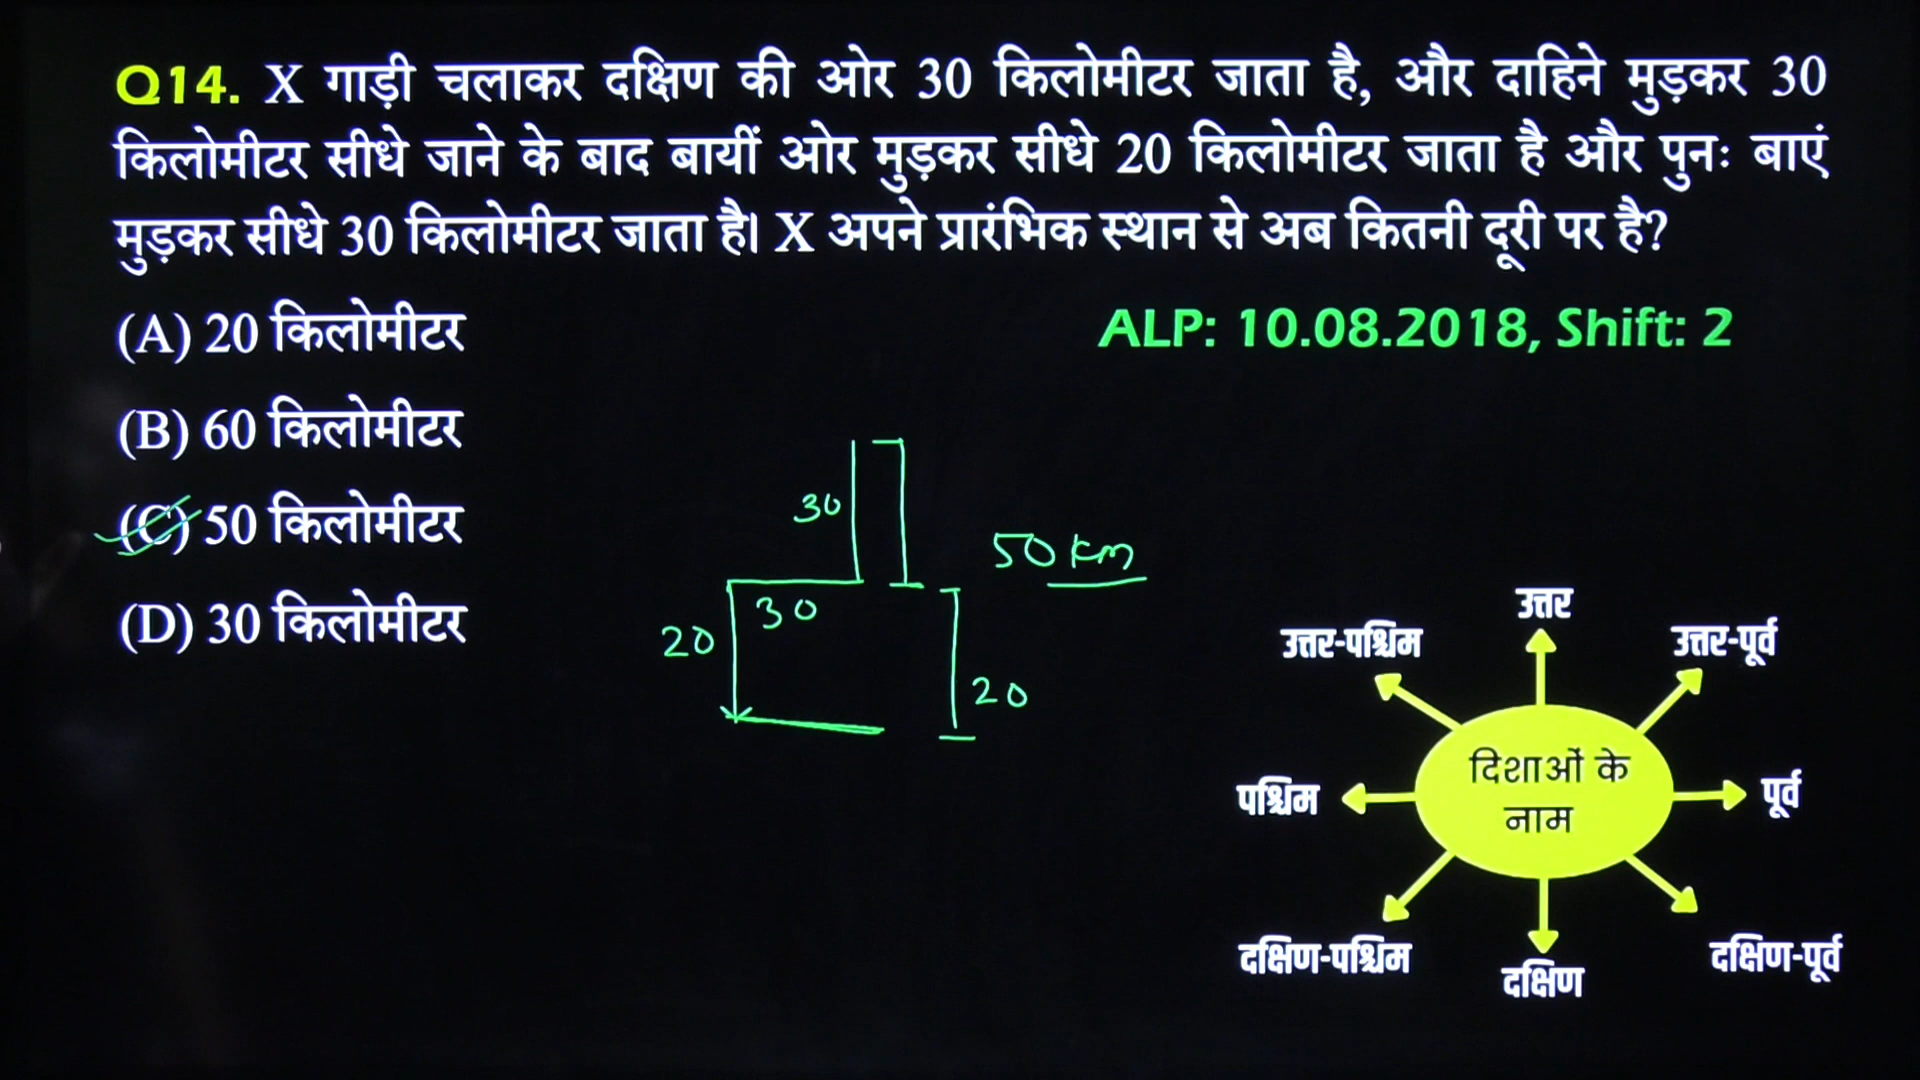 Q14. X गाड़ी चलाकर दक्षिण की ओर 30 किलोमीटर जाता है, और दाहिने मुड़कर 30
किलोमीटर सीधे जाने के बाद बायीं ओर मुड़कर सीधे 20 किलोमीटर जाता है और पुनः बाएं
मुड़कर सीधे 30 किलोमीटर जाता है। X अपने प्रारंभिक स्थान से अब कितनी दूरी पर है?
(A) 20 किलोमीटर
ALP: 10.08.2018, Shift: 2
(B) 60 किलोमीटर
(C) 50 किलोमीटर
(D) 30 किलोमीटर
30
50 km
30
20
20
उत्तर
उत्तर-पश्चिम
उत्तर-पूर्व
दिशाओं के
नाम
पश्चिम
पूर्व
दक्षिण-पश्चिम
दक्षिण-पूर्व
दक्षिण